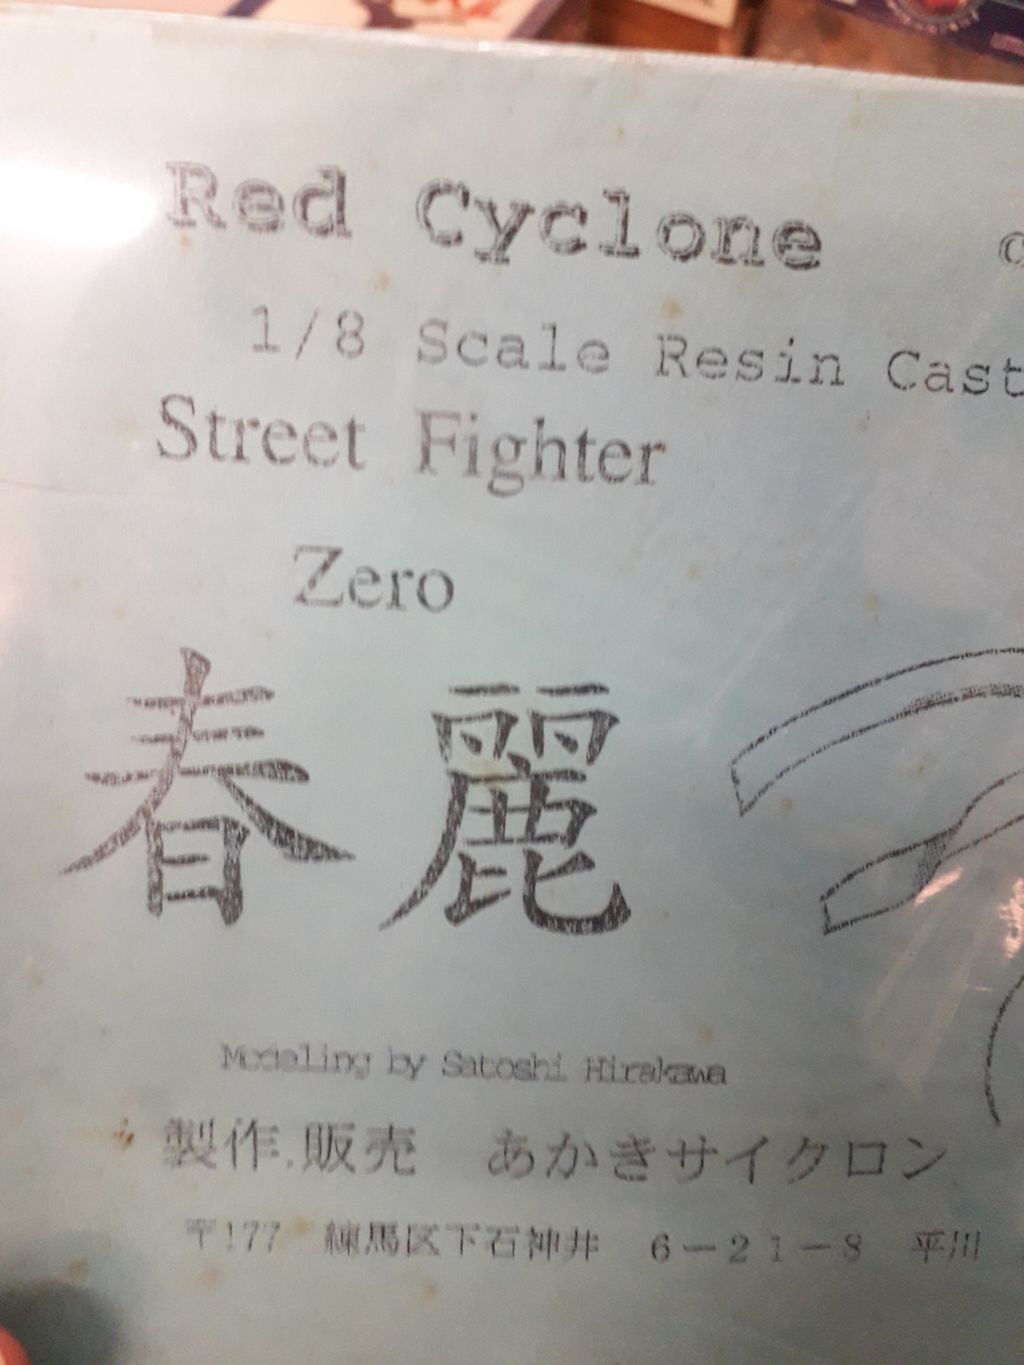 Red Cyclone
1/8 Scale Resin Cast
Street Fighter
Zero
春麗
Modeling by Satoshi Hirakawa
製作.販売 あかきサイクロン
〒177 練馬区下石神井 6－21－8 平川